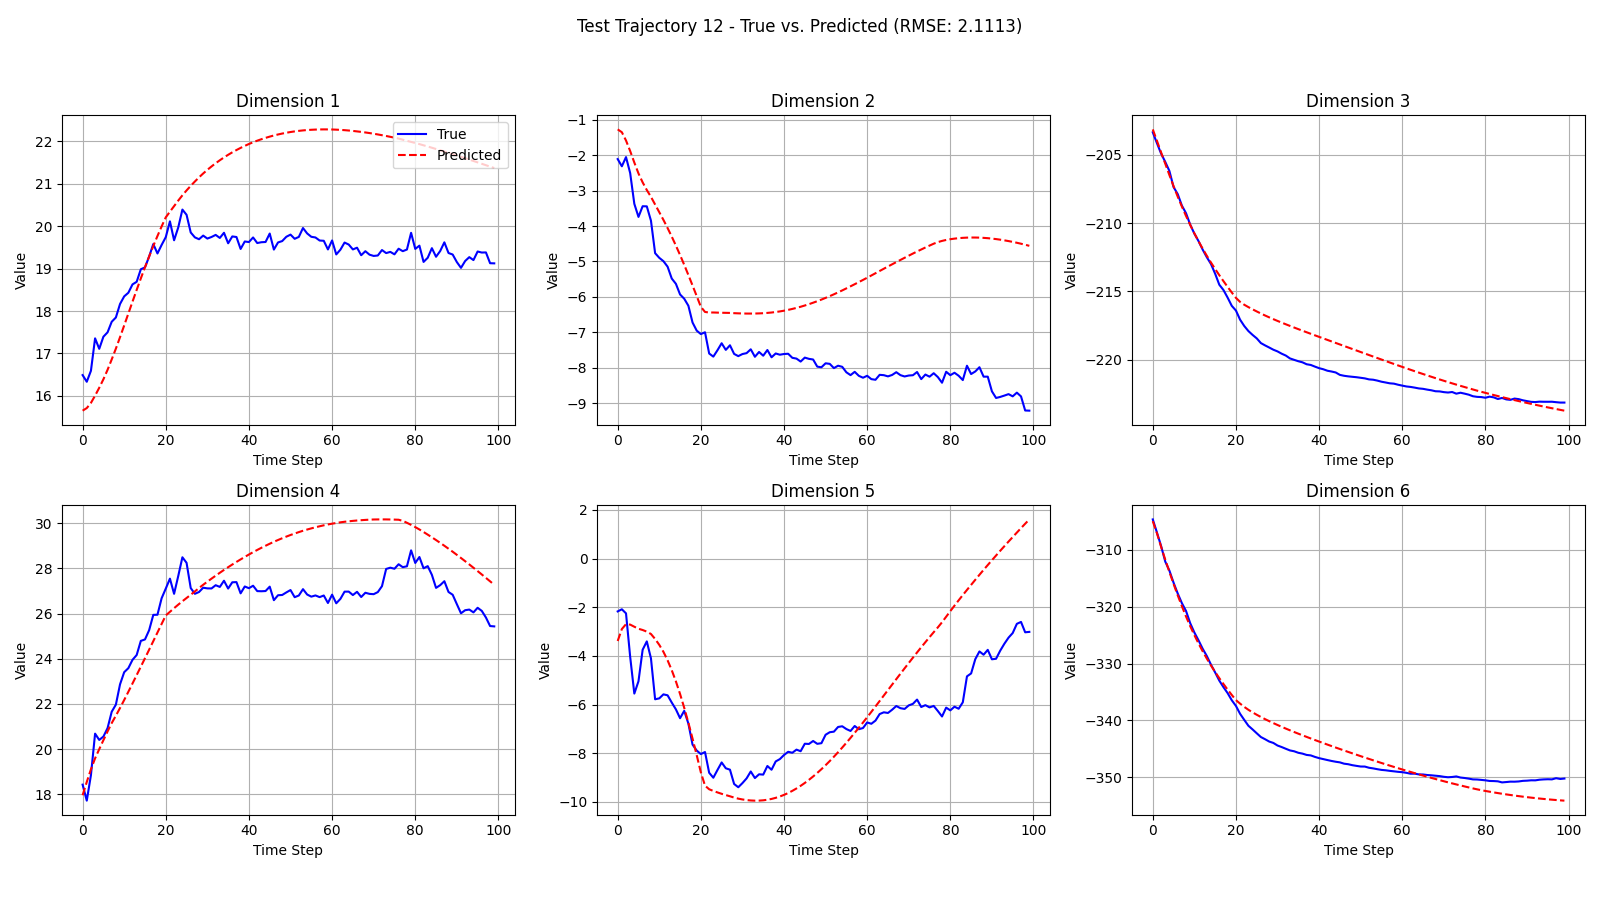 Test Trajectory 12 - True vs. Predicted (RMSE: 2.1113)
Dimension 1
True
Predicted
22
21
20
19
18
17
16
Value
0 20 40 60 80 100
Time Step
Dimension 2
−1
−2
−3
−4
−5
−6
−7
−8
−9
Value
0 20 40 60 80 100
Time Step
Dimension 3
−205
−210
−215
−220
Value
0 20 40 60 80 100
Time Step
Dimension 4
30
28
26
24
22
20
18
Value
0 20 40 60 80 100
Time Step
Dimension 5
2
0
−2
−4
−6
−8
−10
Value
0 20 40 60 80 100
Time Step
Dimension 6
−310
−320
−330
−340
−350
Value
0 20 40 60 80 100
Time Step